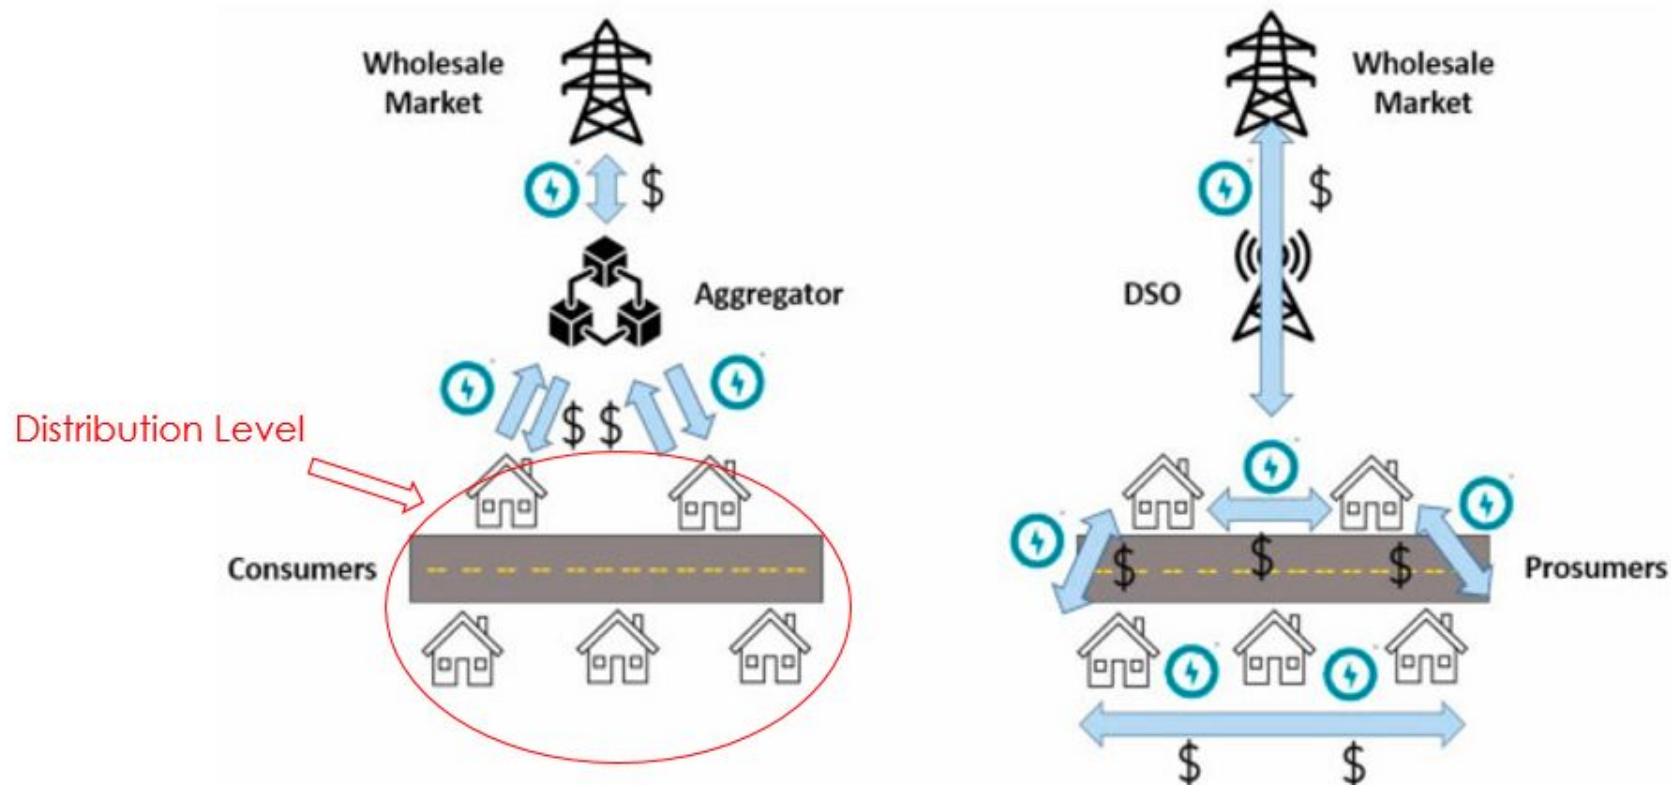 Wholesale
Market
$
Aggregator
$ $
Distribution Level
Consumers
Wholesale
Market
$
DSO
$
$
$
Prosumers
$
$